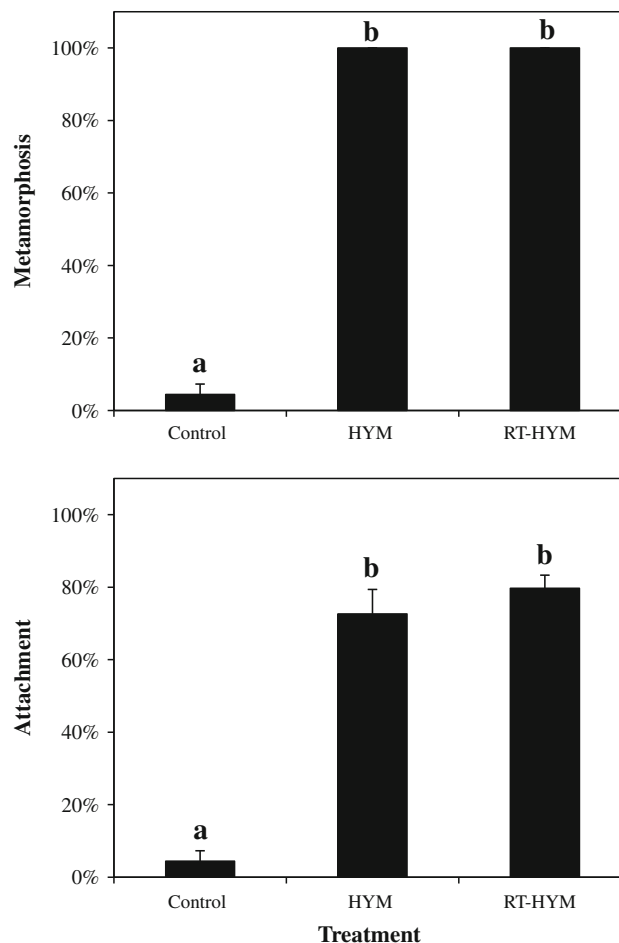 b b
100%
80%
60%
40%
20%
a
0%
Metamorphosis
Control HYM RT-HYM
100%
b
b
80%
60%
40%
20%
a
0%
Attachment
Control HYM RT-HYM
Treatment